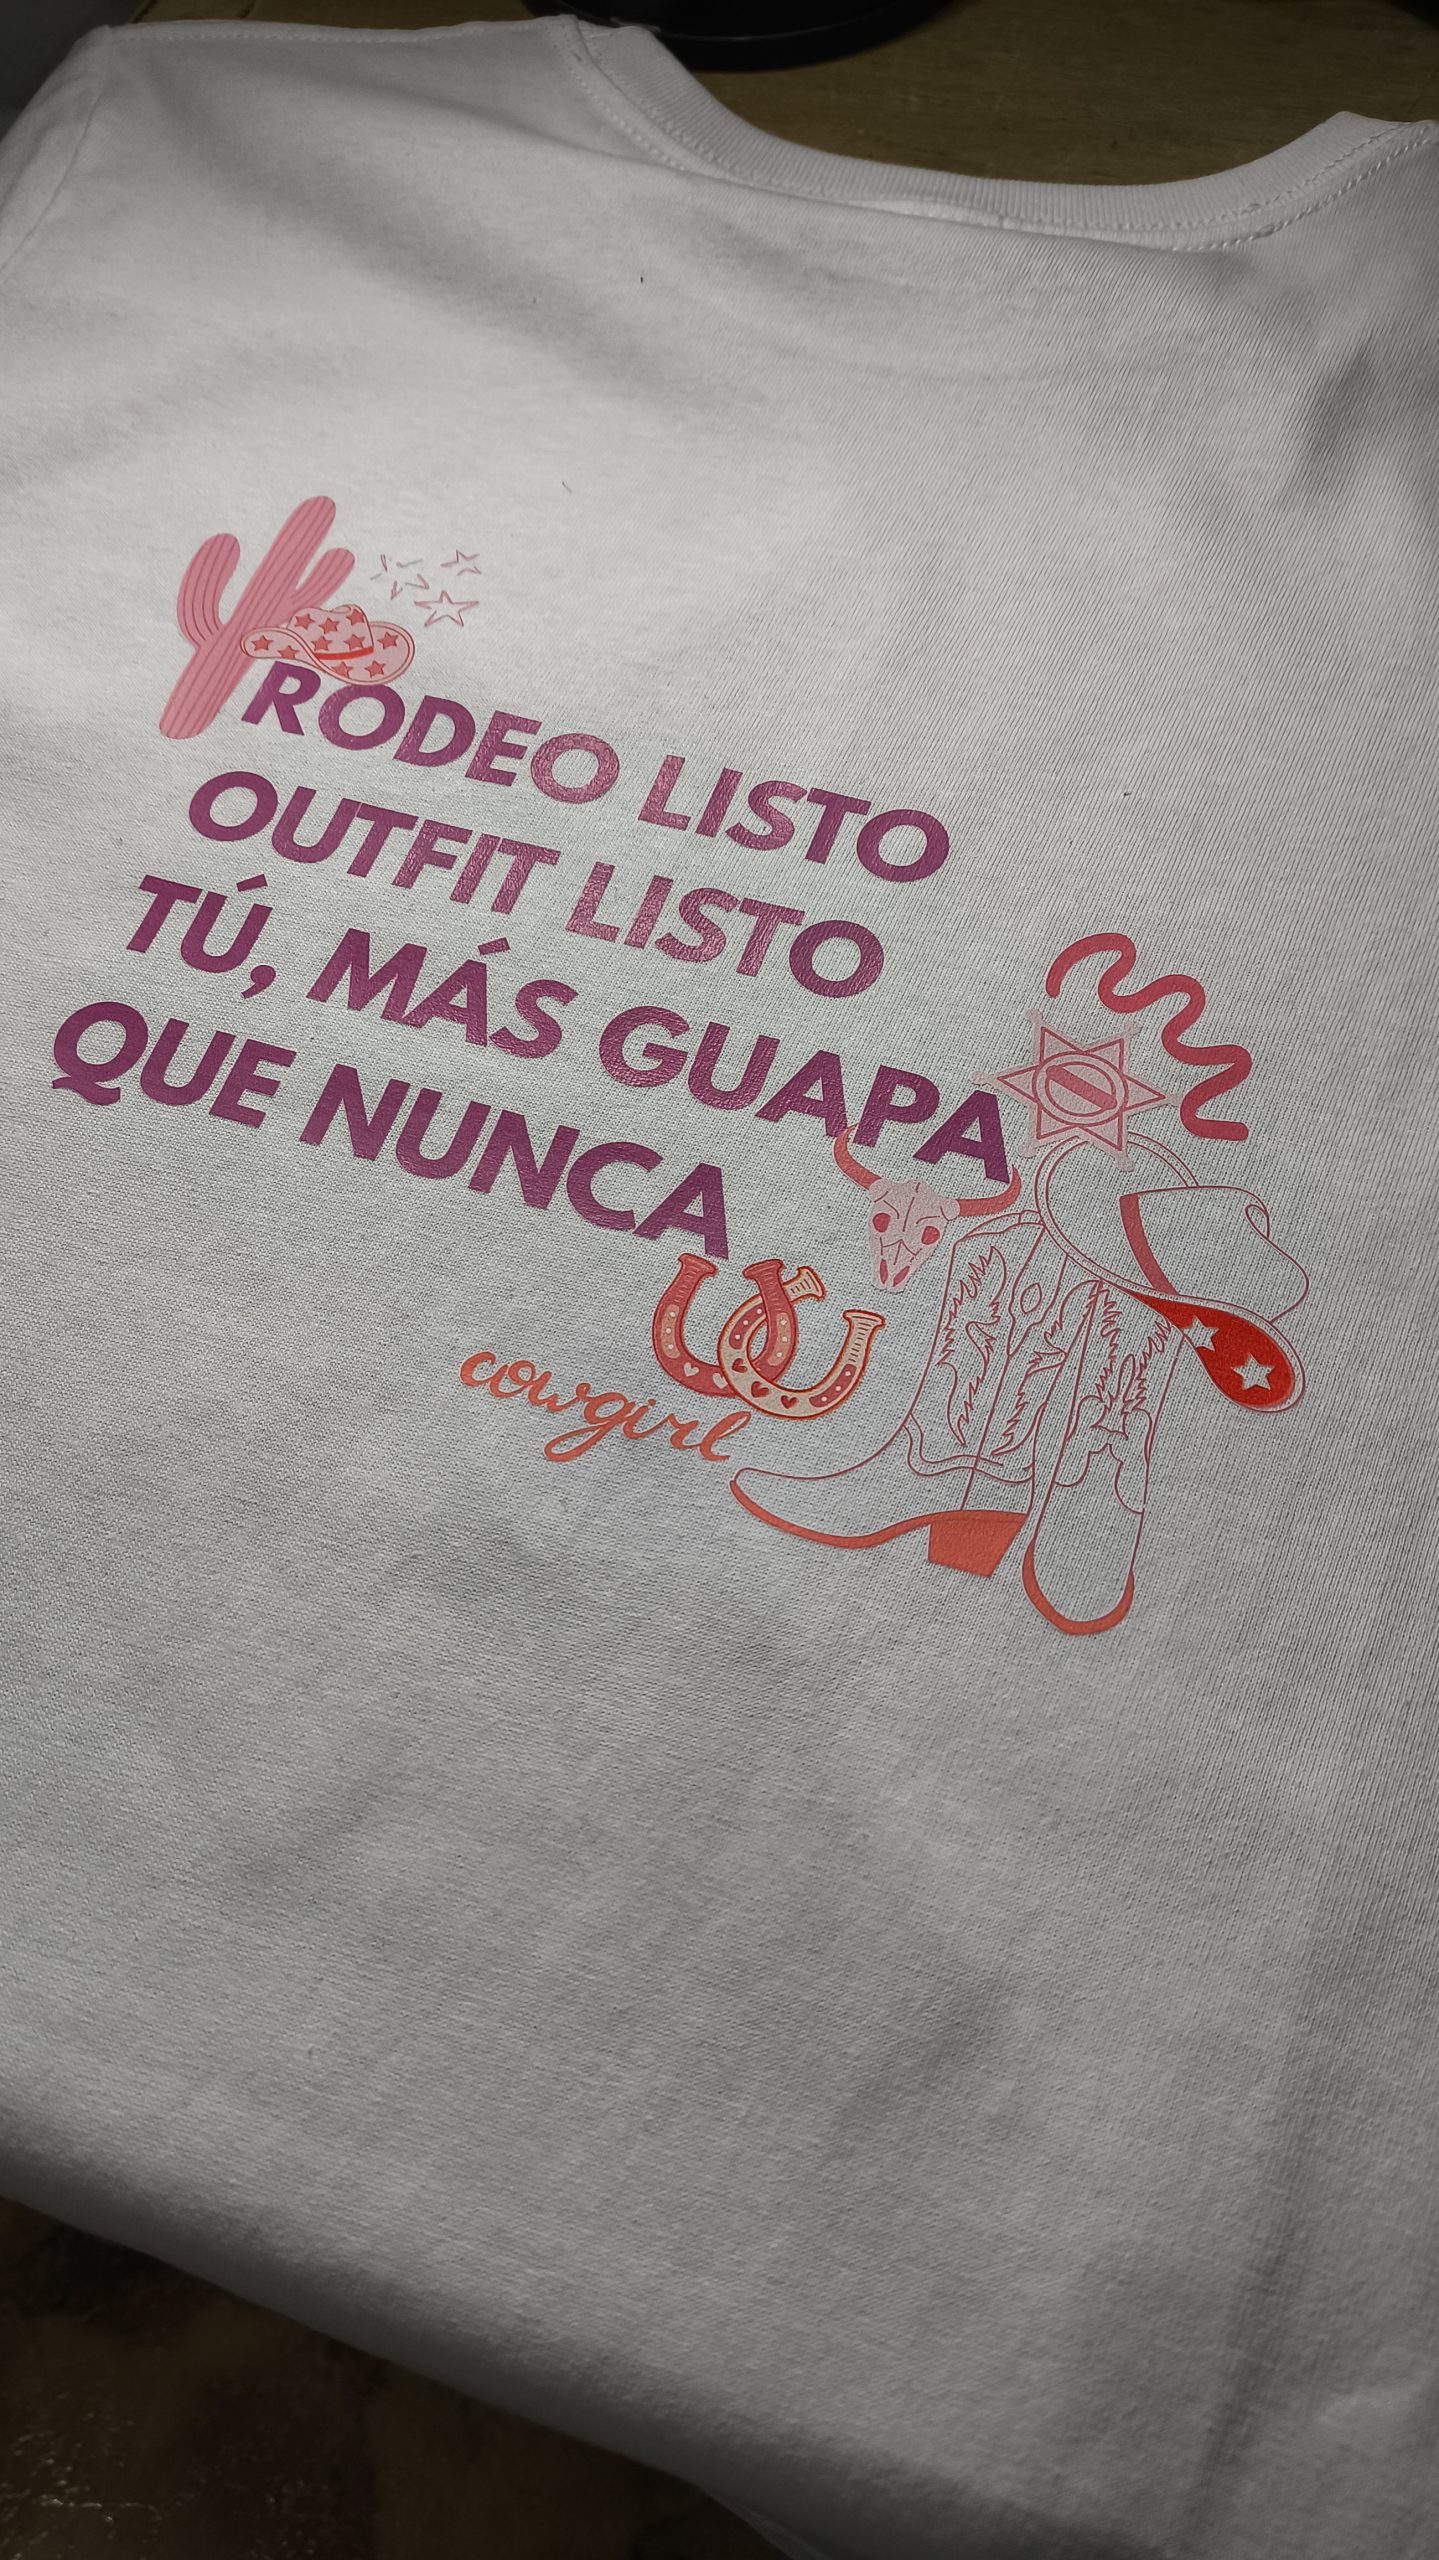 RODEO LISTO
OUTFIT LISTO
TÚ, MÁS GUAPA
QUE NUNCA
cowgirl